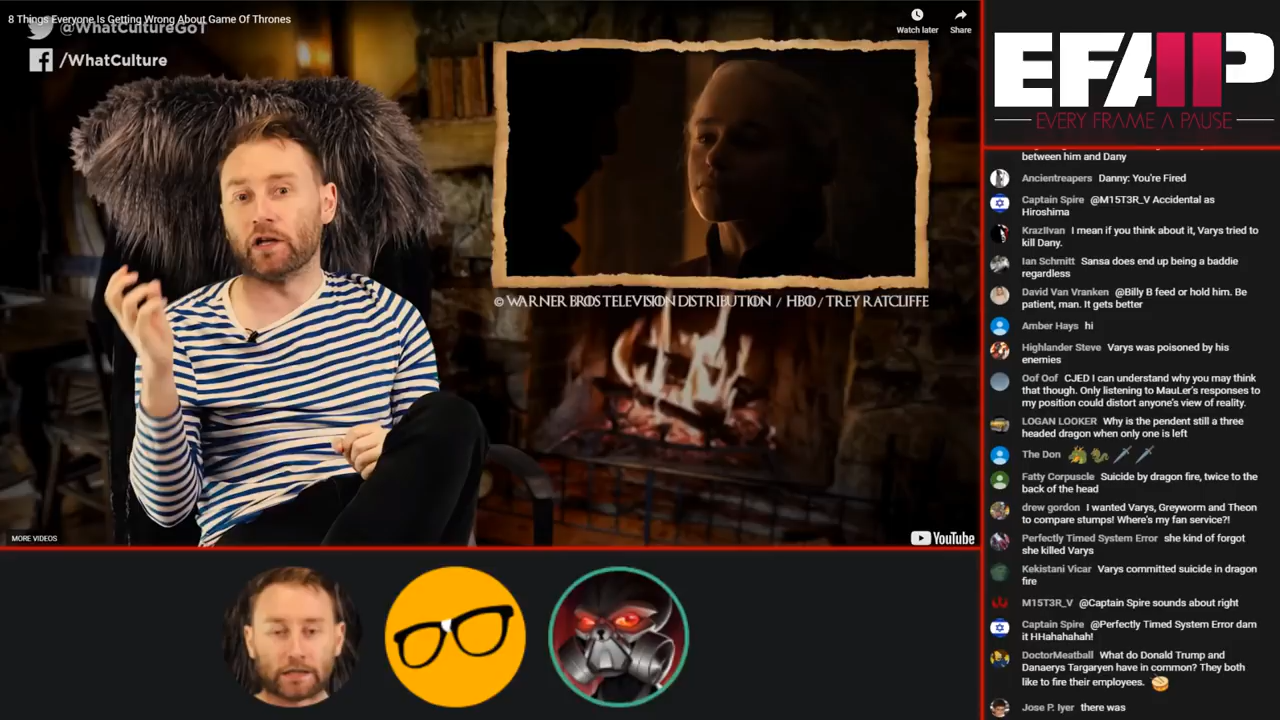 8 Things Everyone Is Getting Wrong About Game Of Thrones
@WhatCultureGoT
/WhatCulture
Watch later
Share
© WARNER BROS TELEVISION DISTRIBUTION / HBO / TREY RATCLIFFE
MORE VIDEOS
YouTube
EFAP
EVERY FRAME A PAUSE
between him and Dany
Ancientreapers Danny: You're Fired
Captain Spire @M15T3R_V Accidental as
Hiroshima
KrazIIvan I mean if you think about it, Varys tried to
kill Dany.
Ian Schmitt Sansa does end up being a baddie
regardless
David Van Vranken @Billy B feed or hold him. Be
patient, man. It gets better
Amber Hays hi
Highlander Steve Varys was poisoned by his
enemies
Oof Oof CJED I can understand why you may think
that though. Only listening to MauLer's responses to
my position could distort anyone's view of reality.
LOGAN LOOKER Why is the pendent still a three
headed dragon when only one is left
The Don
Fatty Corpuscle Suicide by dragon fire, twice to the
back of the head
drew gordon I wanted Varys, Greyworm and Theon
to compare stumps! Where's my fan service?!
Perfectly Timed System Error she kind of forgot
she killed Varys
Kekistani Vicar Varys committed suicide in dragon
fire
M15T3R_V @Captain Spire sounds about right
Captain Spire @Perfectly Timed System Error dam
it HHahahahah!
DoctorMeatball What do Donald Trump and
Danaerys Targaryen have in common? They both
like to fire their employees.
Jose P. Iyer there was